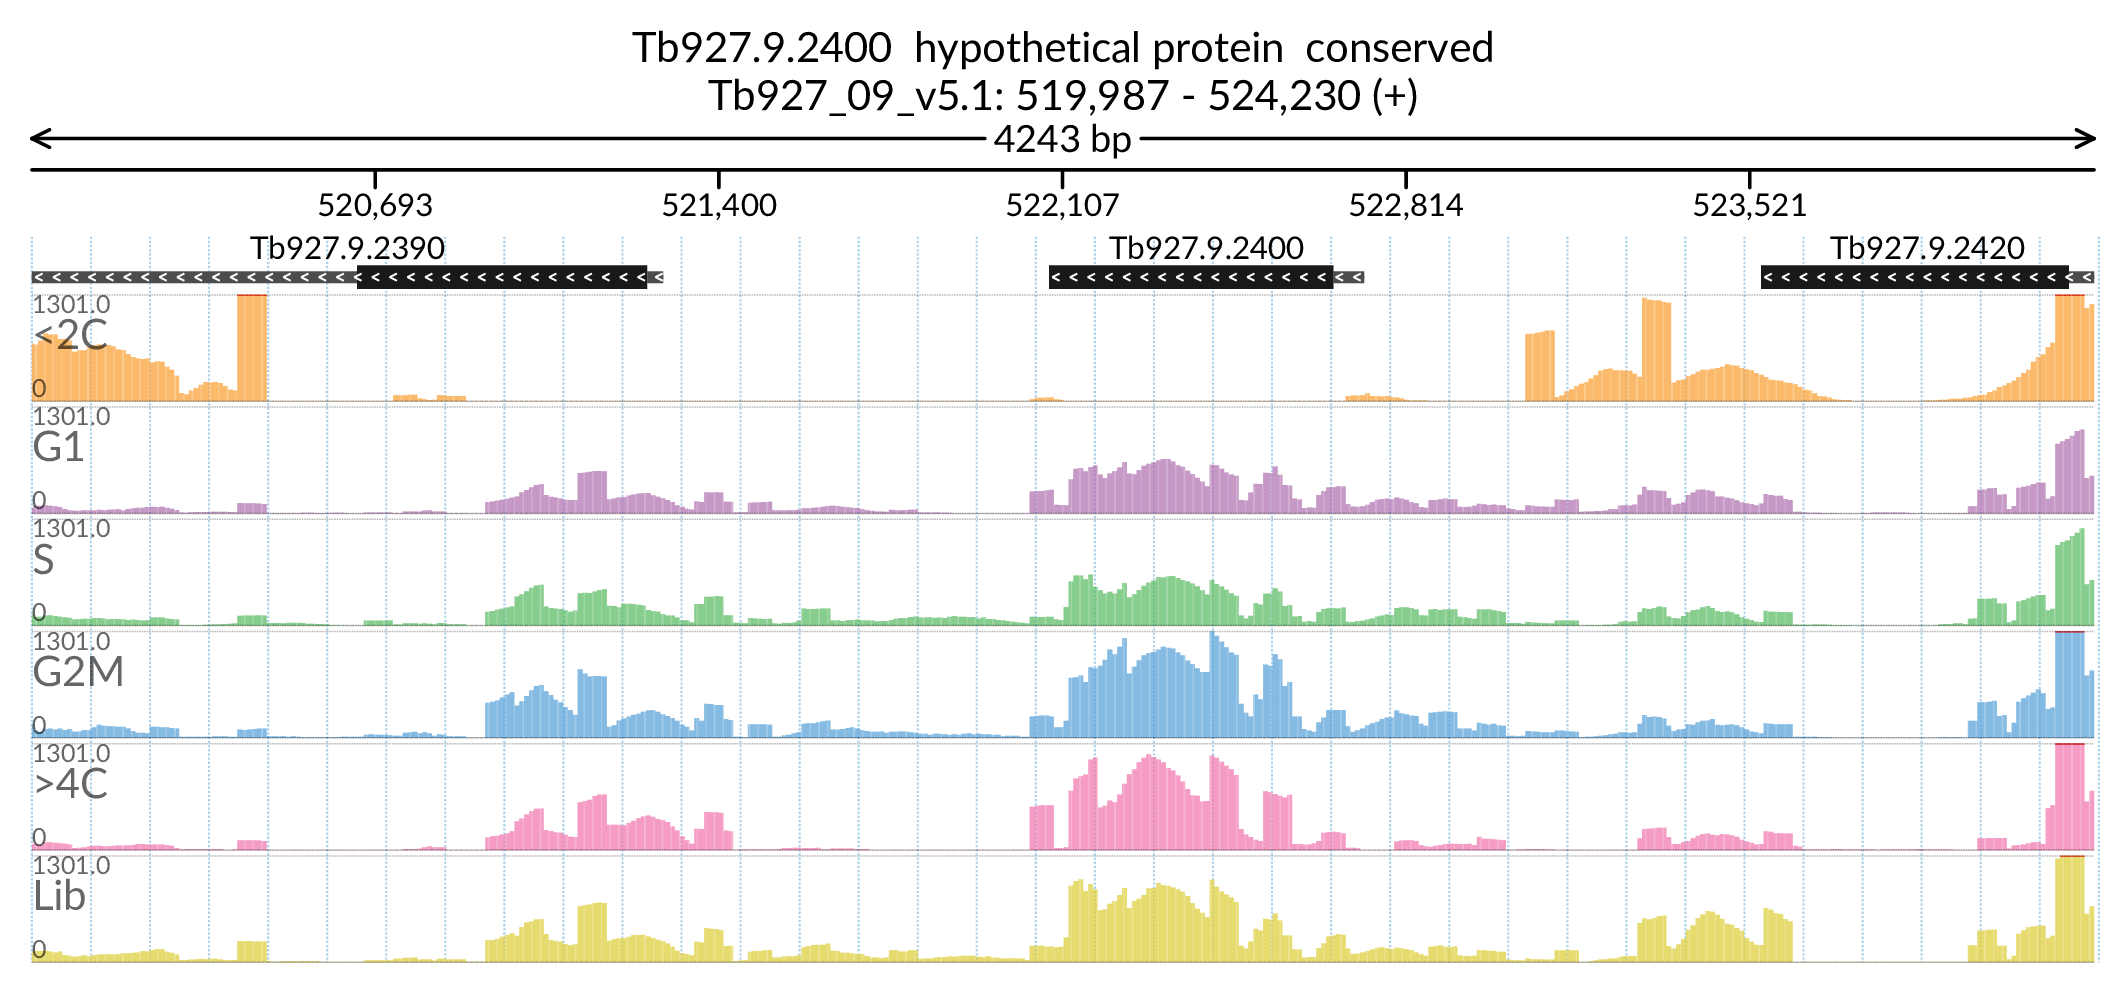 Tb927.9.2400  hypothetical protein  conserved
Tb927_09_v5.1: 519,987 - 524,230 (+)
4243 bp
520,693 521,400 522,107 522,814 523,521
Tb927.9.2390 Tb927.9.2400 Tb927.9.2420
1301.0
<2C
0
1301.0
G1
0
1301.0
S
0
1301.0
G2M
0
1301.0
>4C
0
1301.0
Lib
0